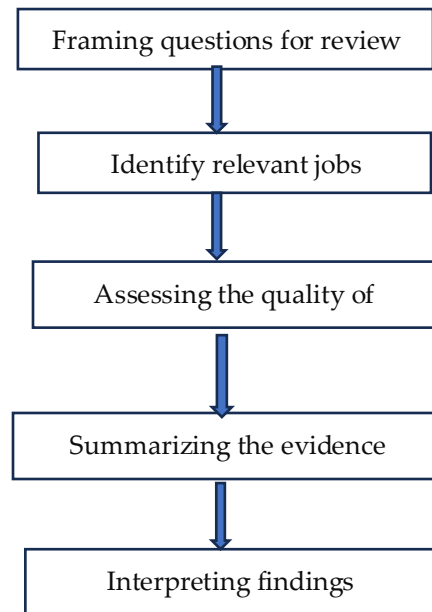 Framing questions for review
Identify relevant jobs
Assessing the quality of
Summarizing the evidence
Interpreting findings